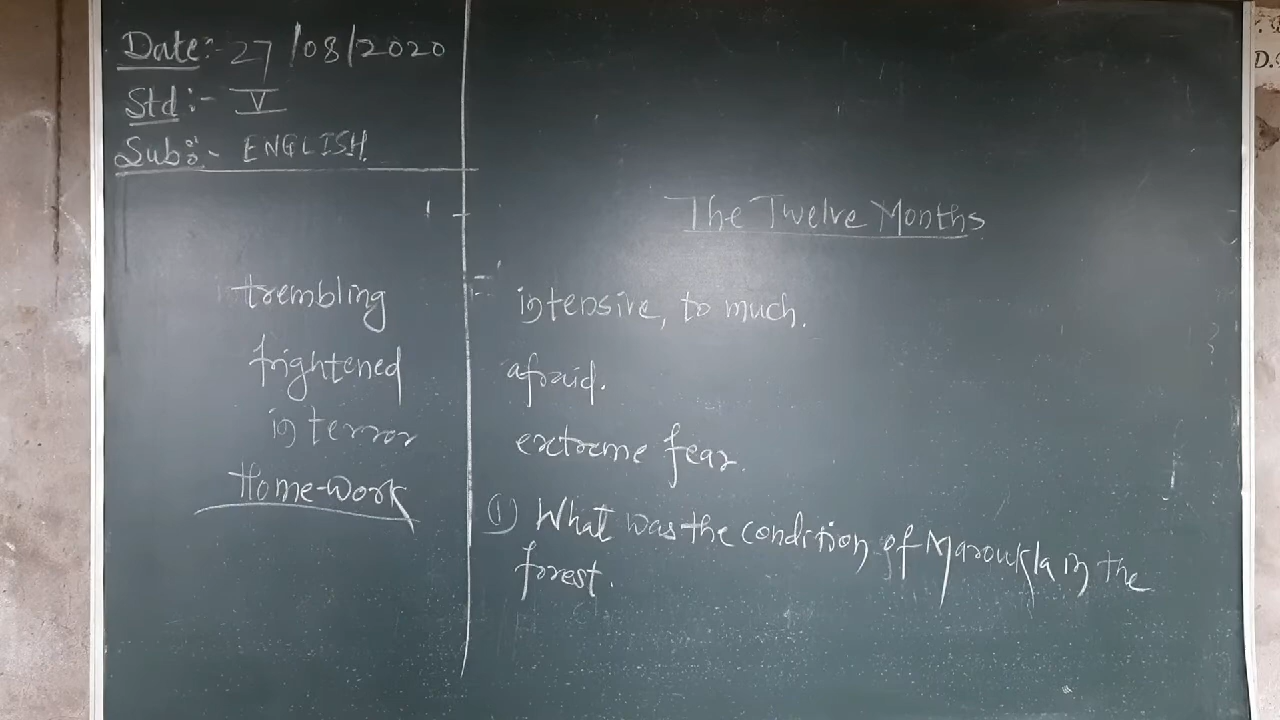 Date:- 27/08/2020
Std:- V
Sub:- ENGLISH.
The Twelve Months
trembling intensive, to much.
frightened afraid.
in terror extreme fear.
Home-work (1) What was the condition of Maroukla in the
forest.